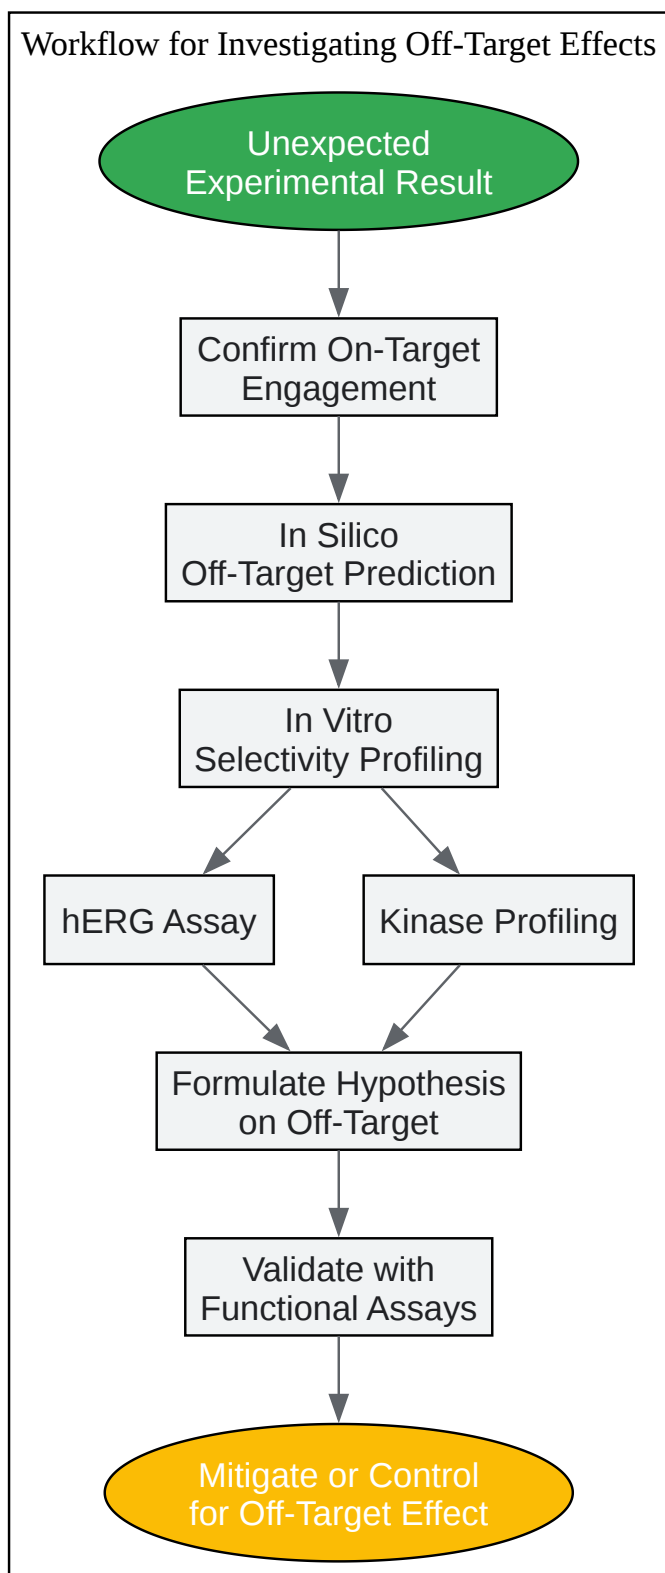 Workflow for Investigating Off-Target Effects
Unexpected
Experimental Result
Confirm On-Target
Engagement
In Silico
Off-Target Prediction
In Vitro
Selectivity Profiling
hERG Assay
Kinase Profiling
Formulate Hypothesis
on Off-Target
Validate with
Functional Assays
Mitigate or Control
for Off-Target Effect